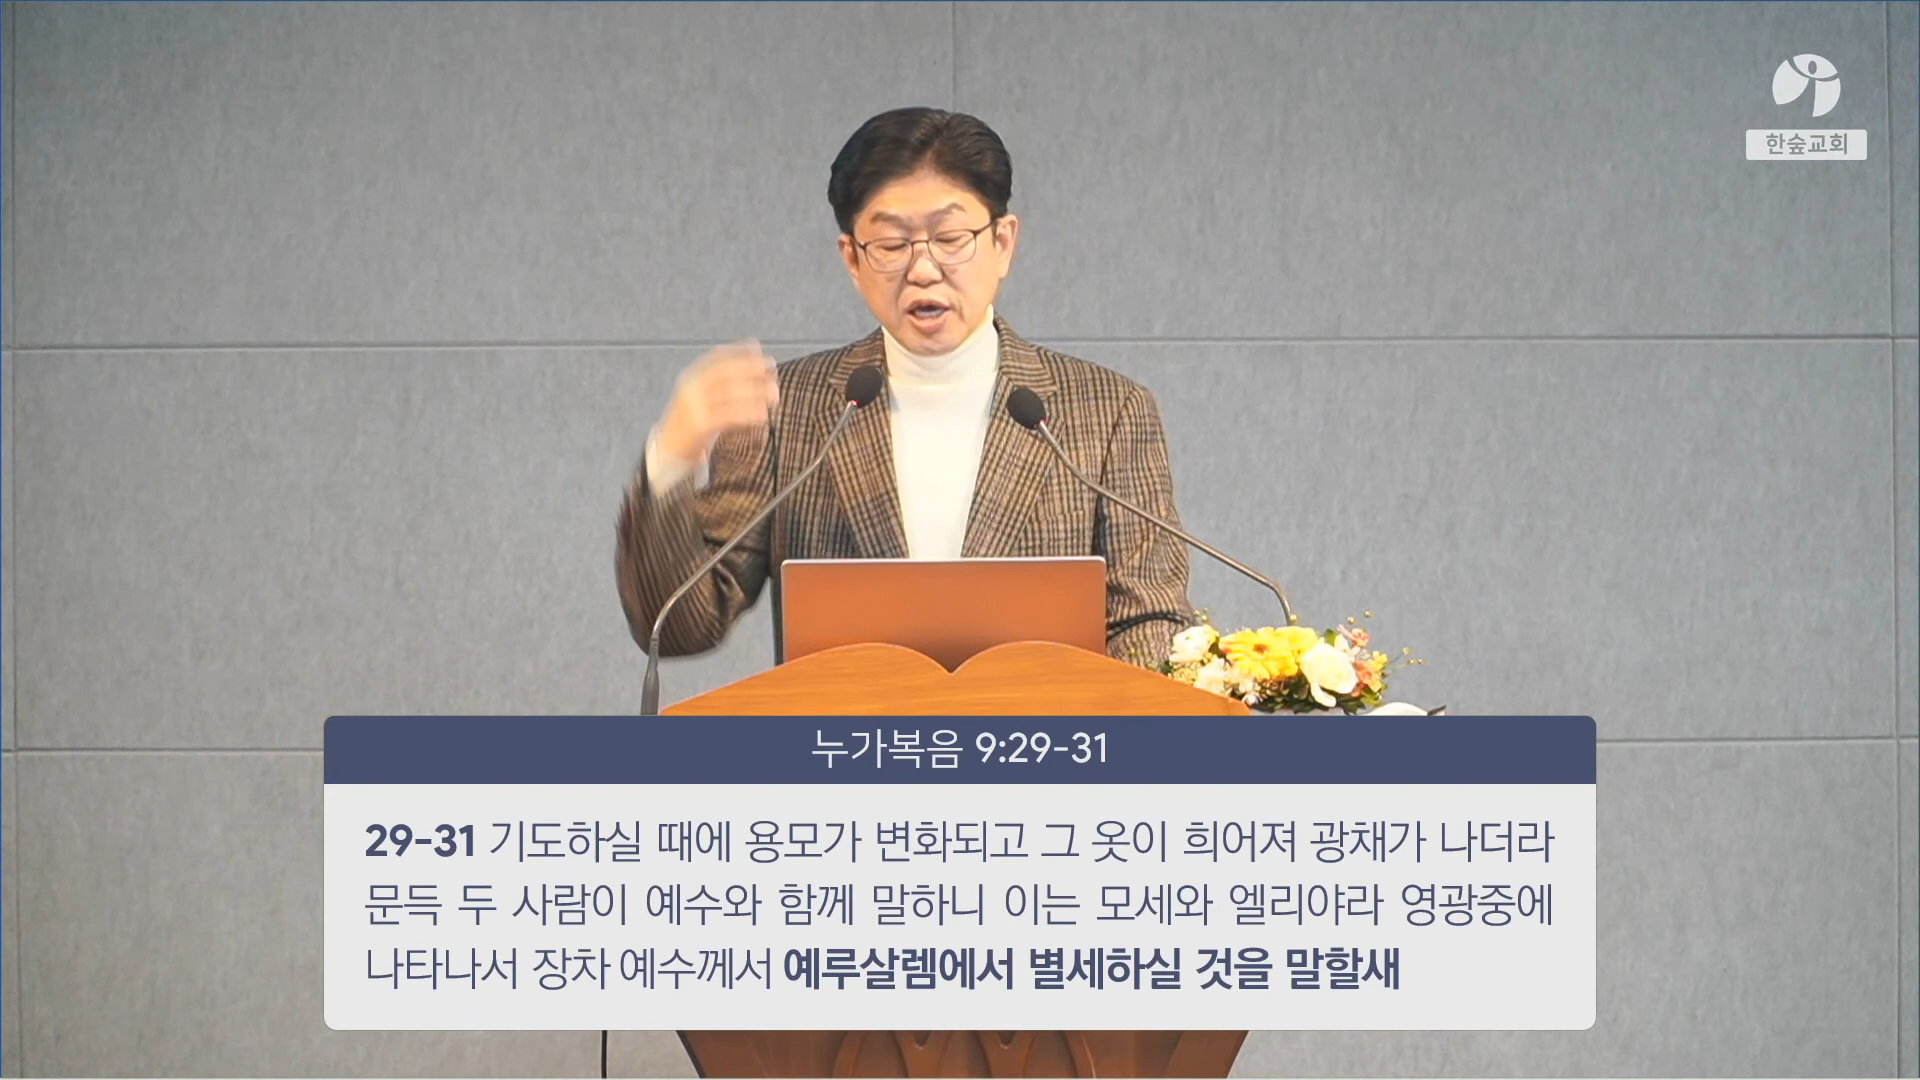 한숲교회
누가복음 9:29-31
29-31 기도하실 때에 용모가 변화되고 그 옷이 희어져 광채가 나더라
문득 두 사람이 예수와 함께 말하니 이는 모세와 엘리야라 영광중에
나타나서 장차 예수께서 예루살렘에서 별세하실 것을 말할새